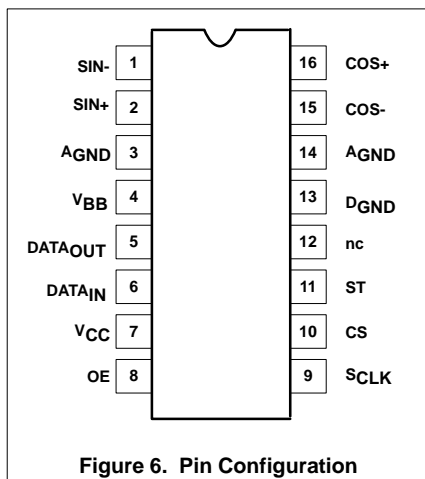 SIN- 1 16 COS+
SIN+ 2 15 COS-
AGND 3 14 AGND
VBB 4 13 DGND
DATAOUT 5 12 nc
DATAIN 6 11 ST
VCC 7 10 CS
OE 8 9 SCLK
Figure 6. Pin Configuration